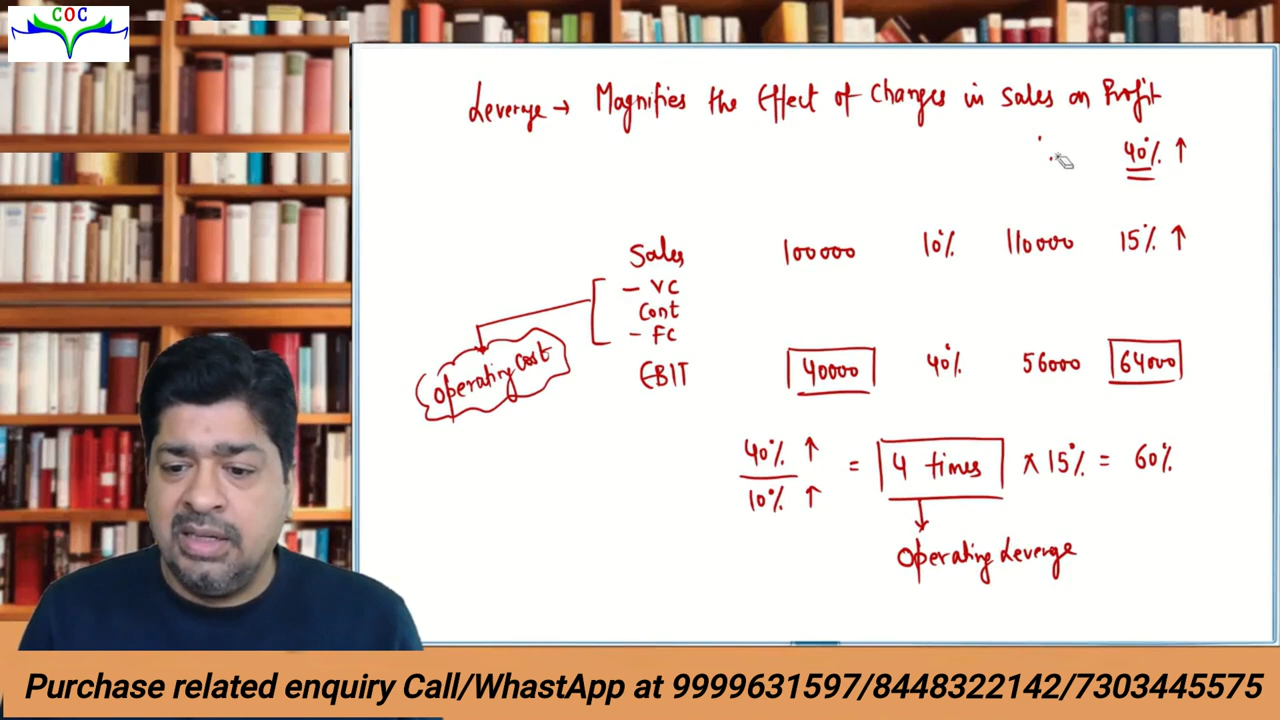 COC
Leverge → Magnifies the Effect of Changes in Sales on Profit
40% ↑
Sales 100000 10% 110000 15% ↑
- VC
Cont
- FC
Operating Cost
EBIT 40000 40% 56000 64000
40% ↑
10% ↑
= 4 times × 15% = 60%
Operating Leverge
Purchase related enquiry Call/WhastApp at 9999631597/8448322142/7303445575